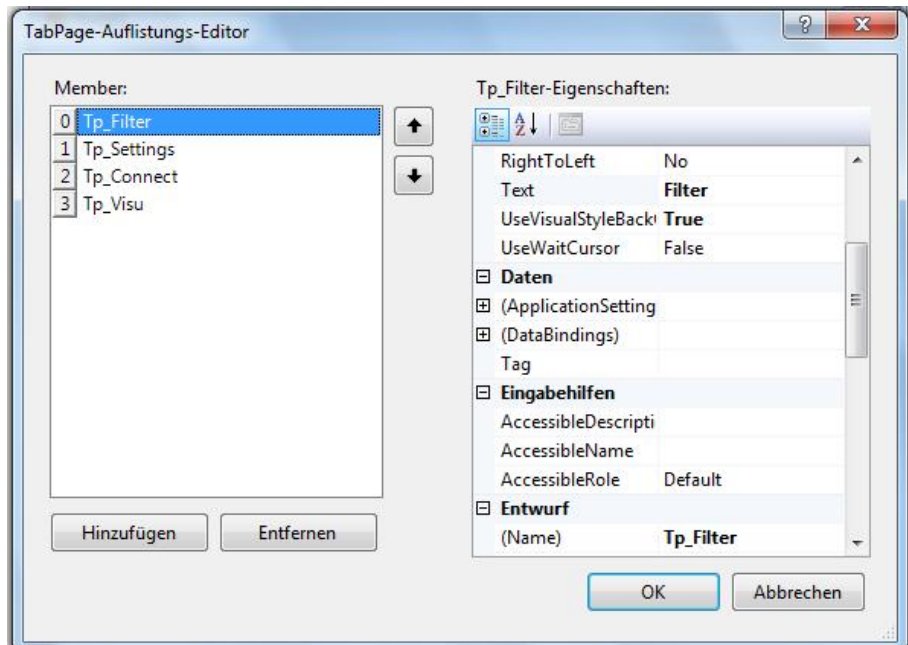 TabPage-Auflistungs-Editor
Member:
0 Tp_Filter
1 Tp_Settings
2 Tp_Connect
3 Tp_Visu
Hinzufügen Entfernen
Tp_Filter-Eigenschaften:
RightToLeft No
Text Filter
UseVisualStyleBack True
UseWaitCursor False
Daten
(ApplicationSetting
(DataBindings)
Tag
Eingabehilfen
AccessibleDescripti
AccessibleName
AccessibleRole Default
Entwurf
(Name) Tp_Filter
OK Abbrechen